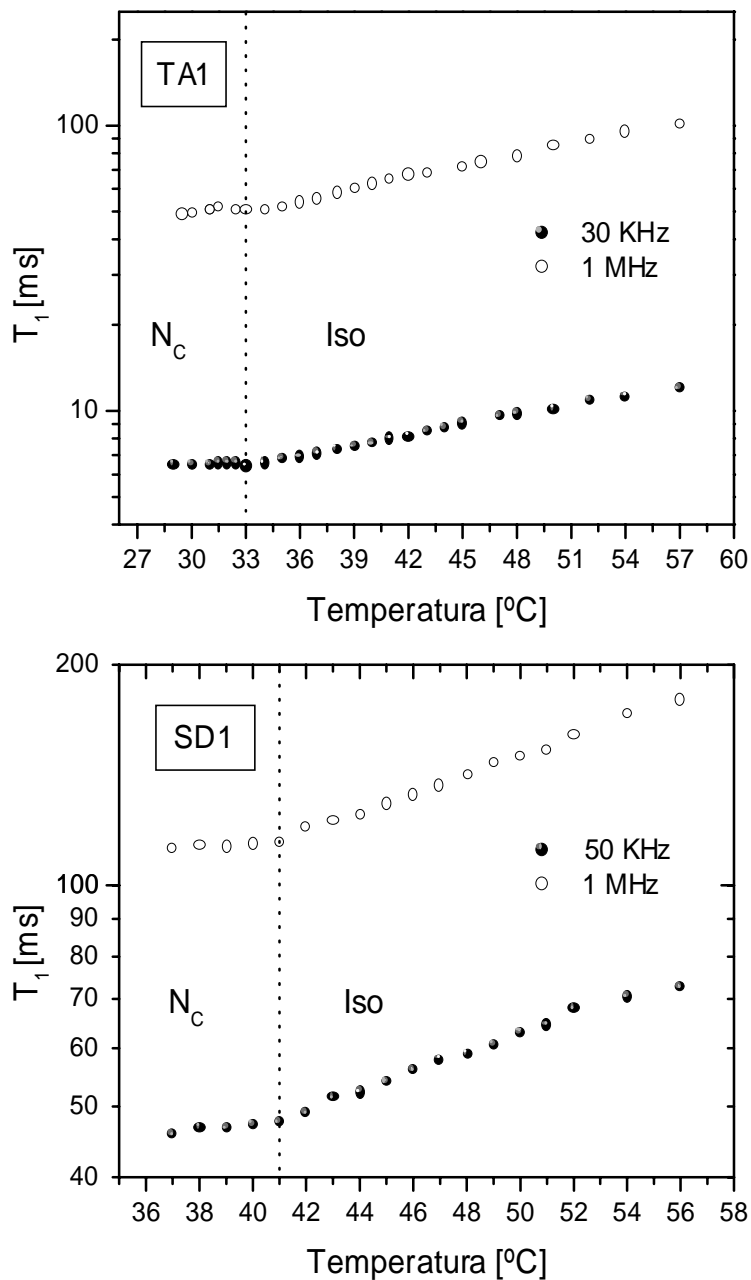 TA1
100
10
T₁ [ms]
30 KHz
1 MHz
N_C
Iso
27 30 33 36 39 42 45 48 51 54 57 60
Temperatura [ºC]
200
SD1
100
90
80
70
60
50
40
T₁ [ms]
50 KHz
1 MHz
N_C
Iso
36 38 40 42 44 46 48 50 52 54 56 58
Temperatura [ºC]